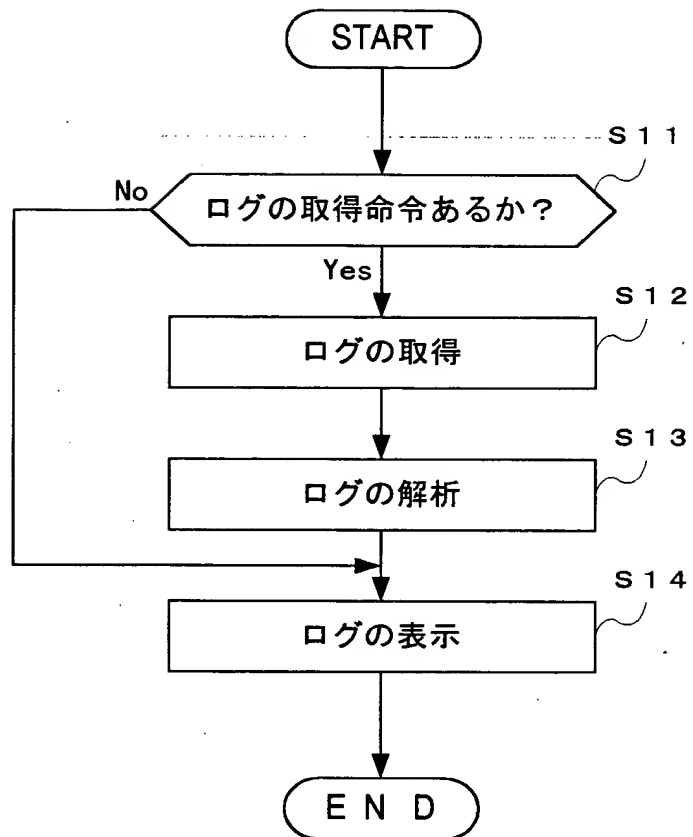 START
S11
No
ログの取得命令あるか？
Yes
S12
ログの取得
S13
ログの解析
S14
ログの表示
END